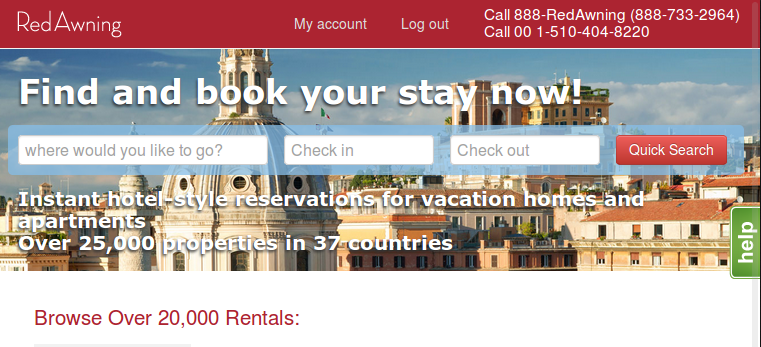 RedAwning
My account
Log out
Call 888-RedAwning (888-733-2964)
Call 00 1-510-404-8220
Find and book your stay now!
where would you like to go?
Check in
Check out
Quick Search
Instant hotel-style reservations for vacation homes and
apartments
Over 25,000 properties in 37 countries
help
Browse Over 20,000 Rentals: